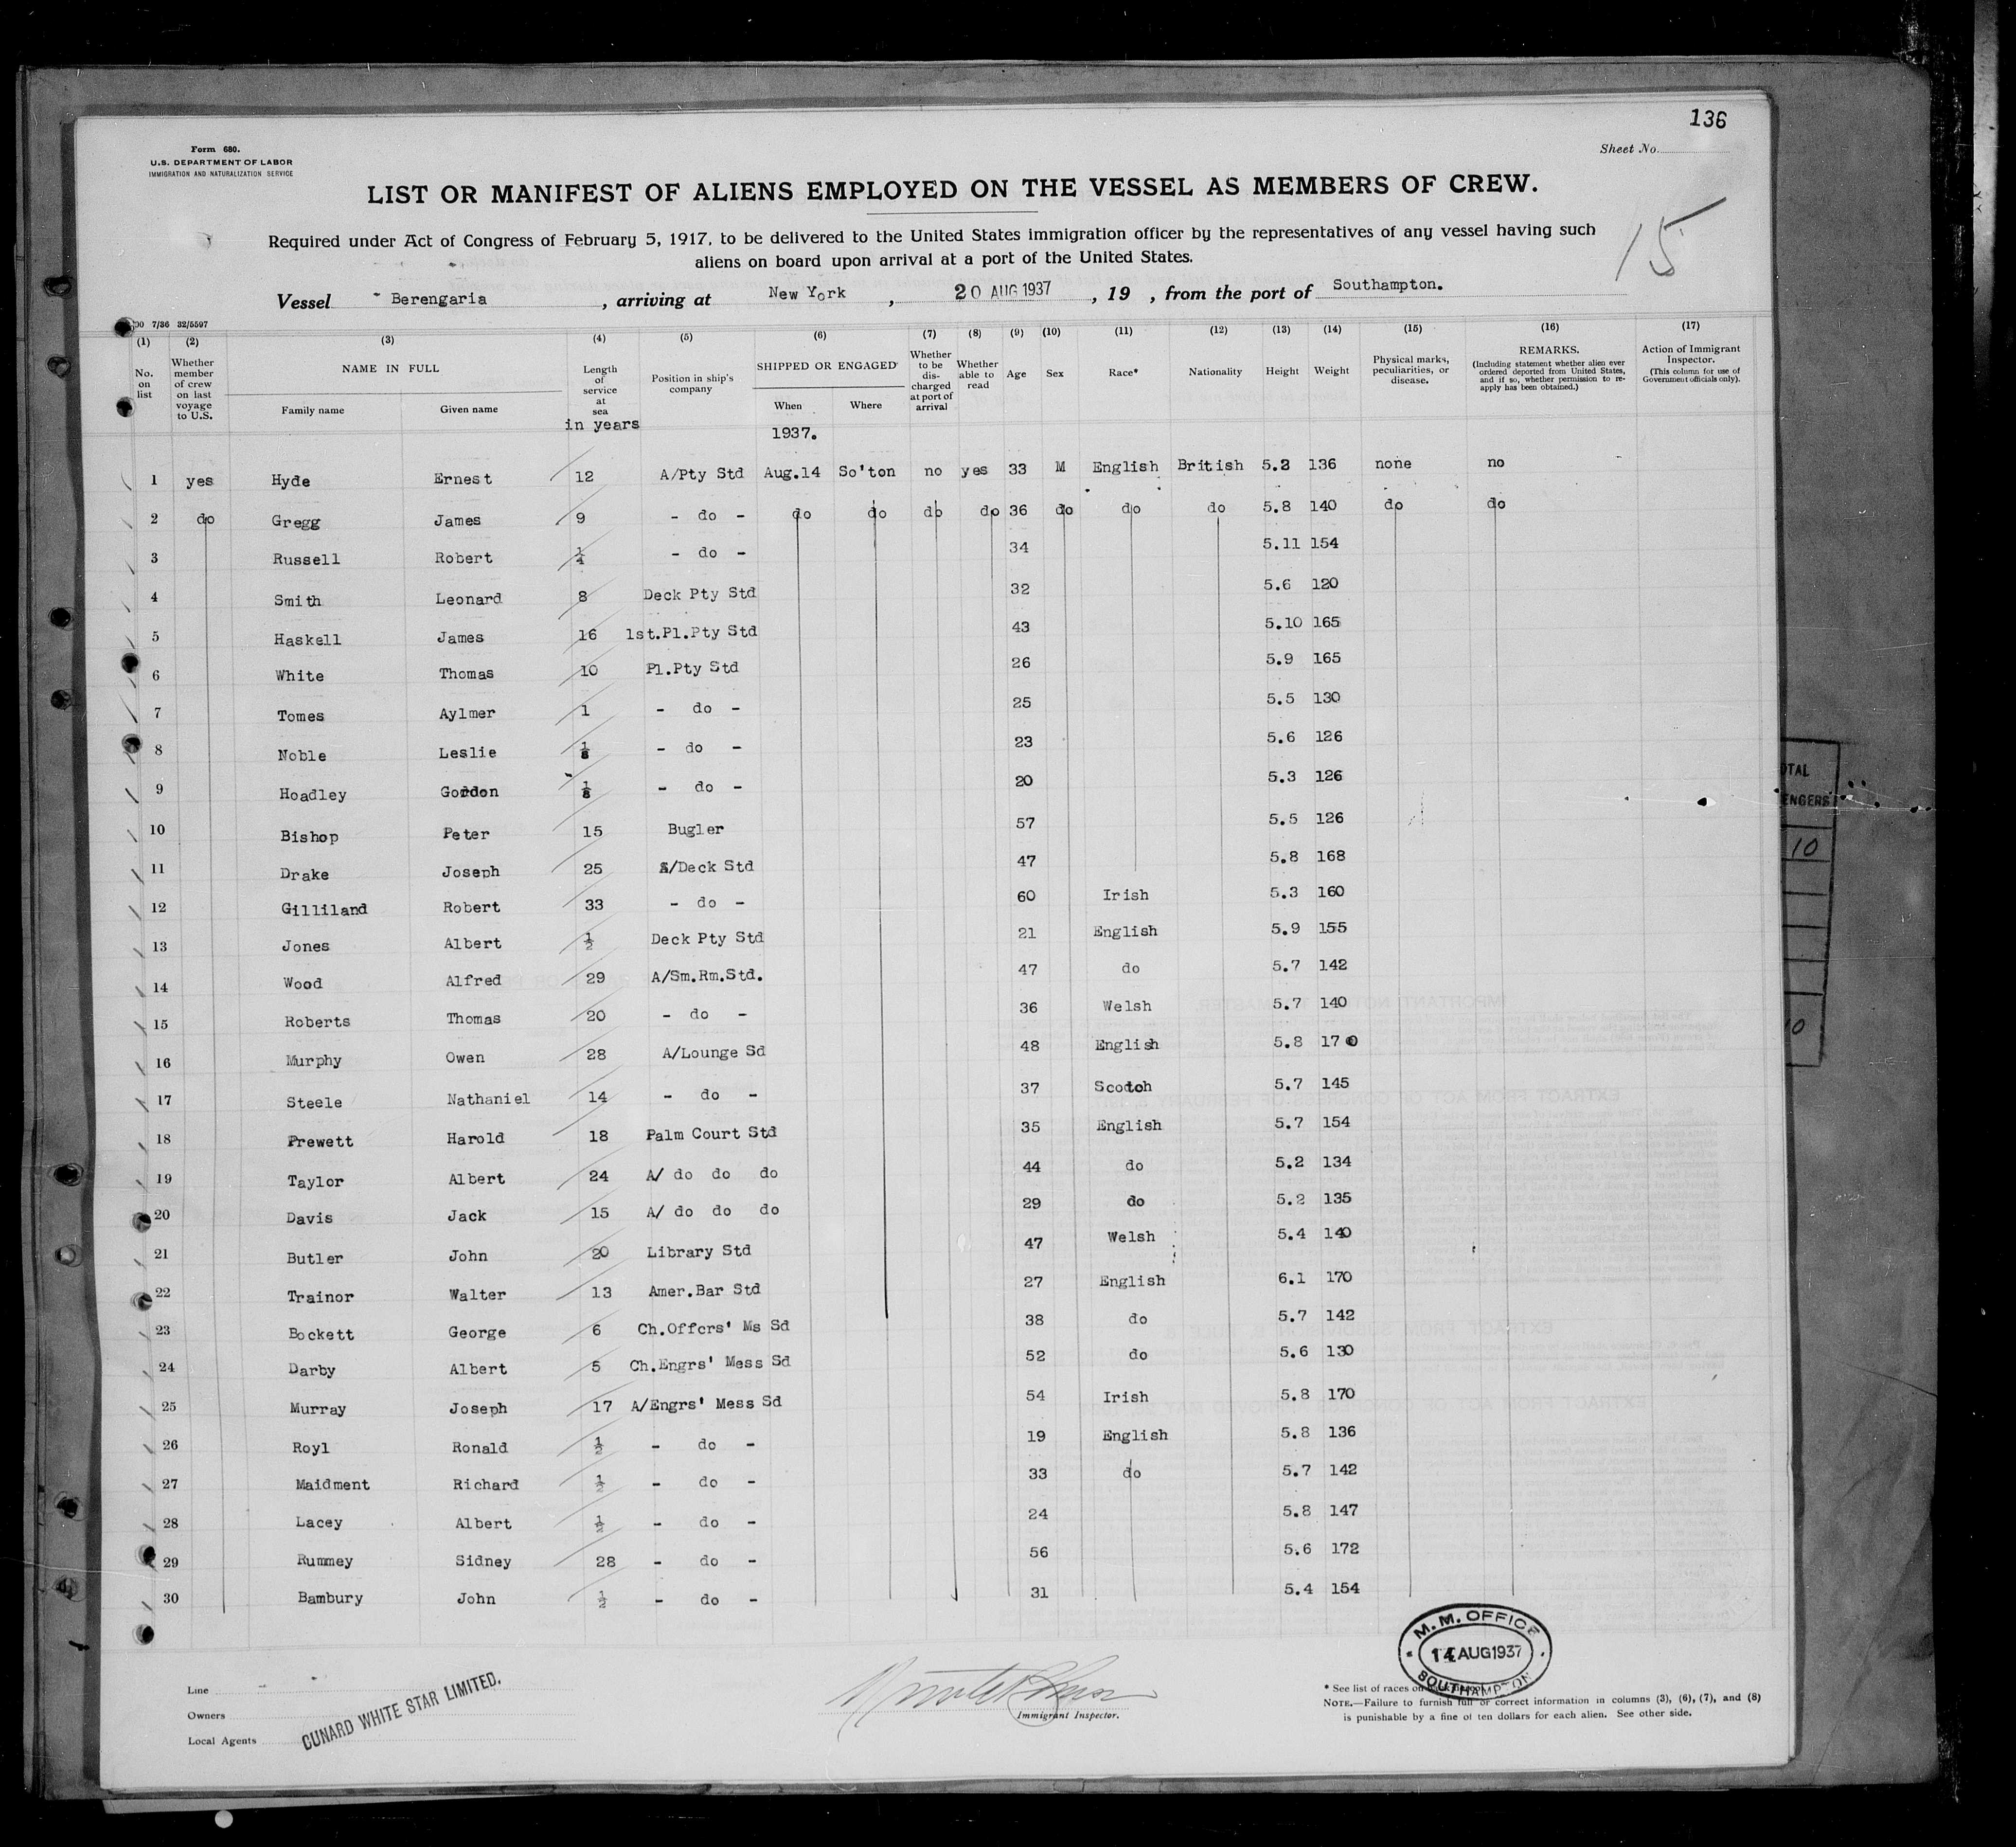 136
Form 680.
U.S. DEPARTMENT OF LABOR
IMMIGRATION AND NATURALIZATION SERVICE
Sheet No.
LIST OR MANIFEST OF ALIENS EMPLOYED ON THE VESSEL AS MEMBERS OF CREW.
15
Required under Act of Congress of February 5, 1917, to be delivered to the United States immigration officer by the representatives of any vessel having such
aliens on board upon arrival at a port of the United States.
Vessel Berengaria, arriving at New York, 20 AUG 1937, 19 , from the port of Southampton.
7/36 32/5597
(1) (2) (3) (4) (5) (6) (7) (8) (9) (10) (11) (12) (13) (14) (15) (16) (17)
No. on list
Whether member of crew on last voyage to U.S.
NAME IN FULL
Family name Given name
Length of service at sea
in years
Position in ship's company
SHIPPED OR ENGAGED
When Where
1937.
Whether to be discharged at port of arrival
Whether able to read
Age Sex Race* Nationality Height Weight
Physical marks, peculiarities, or disease.
REMARKS.
(Including statement whether alien ever ordered deported from United States, and if so, whether permission to re-apply has been obtained.)
Action of Immigrant Inspector.
(This column for use of Government officials only).
1 yes Hyde Ernest 12 A/Pty Std Aug.14 So'ton no yes 33 M English British 5.2 136 none no
2 do Gregg James 9 - do - do do do do 36 do do do 5.8 140 do do
3 Russell Robert 1/4 - do - 34 5.11 154
4 Smith Leonard 8 Deck Pty Std 32 5.6 120
5 Haskell James 16 1st.Pl.Pty Std 43 5.10 165
6 White Thomas 10 Pl.Pty Std 26 5.9 165
7 Tomes Aylmer 1 - do - 25 5.5 130
8 Noble Leslie 1/8 - do - 23 5.6 126
9 Hoadley Gordon 1/8 - do - 20 5.3 126
10 Bishop Peter 15 Bugler 57 5.5 126
11 Drake Joseph 25 S/Deck Std 47 5.8 168
12 Gilliland Robert 33 - do - 60 Irish 5.3 160
13 Jones Albert 1/2 Deck Pty Std 21 English 5.9 155
14 Wood Alfred 29 A/Sm.Rm.Std. 47 do 5.7 142
15 Roberts Thomas 20 - do - 36 Welsh 5.7 140
16 Murphy Owen 28 A/Lounge Sd 48 English 5.8 170
17 Steele Nathaniel 14 - do - 37 Scotch 5.7 145
18 Prewett Harold 18 Palm Court Std 35 English 5.7 154
19 Taylor Albert 24 A/ do do do 44 do 5.2 134
20 Davis Jack 15 A/ do do do 29 do 5.2 135
21 Butler John 20 Library Std 47 Welsh 5.4 140
22 Trainor Walter 13 Amer.Bar Std 27 English 6.1 170
23 Bockett George 6 Ch.Offcrs' Ms Sd 38 do 5.7 142
24 Darby Albert 5 Ch.Engrs' Mess Sd 52 do 5.6 130
25 Murray Joseph 17 A/Engrs' Mess Sd 54 Irish 5.8 170
26 Royl Ronald 1/2 - do - 19 English 5.8 136
27 Maidment Richard 1/2 - do - 33 do 5.7 142
28 Lacey Albert 1/2 - do - 24 5.8 147
29 Rummey Sidney 28 - do - 56 5.6 172
30 Bambury John 1/2 - do - 31 5.4 154
M. M. OFFICE
14 AUG 1937
SOUTHAMPTON
Line
Owners
Local Agents
CUNARD WHITE STAR LIMITED.
Immigrant Inspector.
* See list of races on
NOTE.—Failure to furnish full or correct information in columns (3), (6), (7), and (8)
is punishable by a fine of ten dollars for each alien. See other side.
10